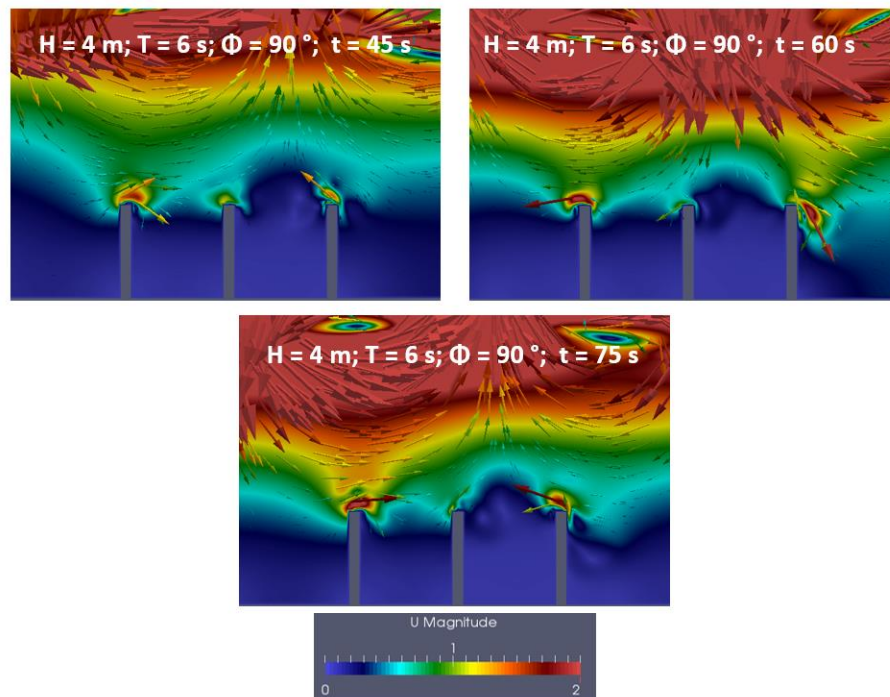 H = 4 m; T = 6 s; Φ = 90 °; t = 45 s
H = 4 m; T = 6 s; Φ = 90 °; t = 60 s
H = 4 m; T = 6 s; Φ = 90 °; t = 75 s
U Magnitude
1
0 2